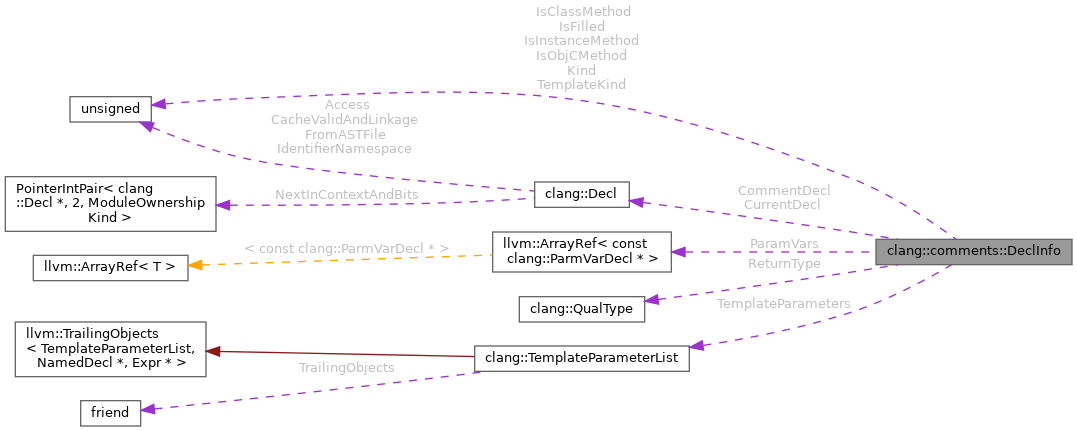 IsClassMethod
IsFilled
IsInstanceMethod
IsObjCMethod
Kind
TemplateKind
unsigned
Access
CacheValidAndLinkage
FromASTFile
IdentifierNamespace
PointerIntPair< clang
::Decl *, 2, ModuleOwnership
Kind >
NextInContextAndBits
clang::Decl
CommentDecl
CurrentDecl
llvm::ArrayRef< T >
< const clang::ParmVarDecl * >
llvm::ArrayRef< const
clang::ParmVarDecl * >
ParamVars
clang::comments::DeclInfo
ReturnType
clang::QualType
TemplateParameters
llvm::TrailingObjects
< TemplateParameterList,
NamedDecl *, Expr * >
clang::TemplateParameterList
TrailingObjects
friend